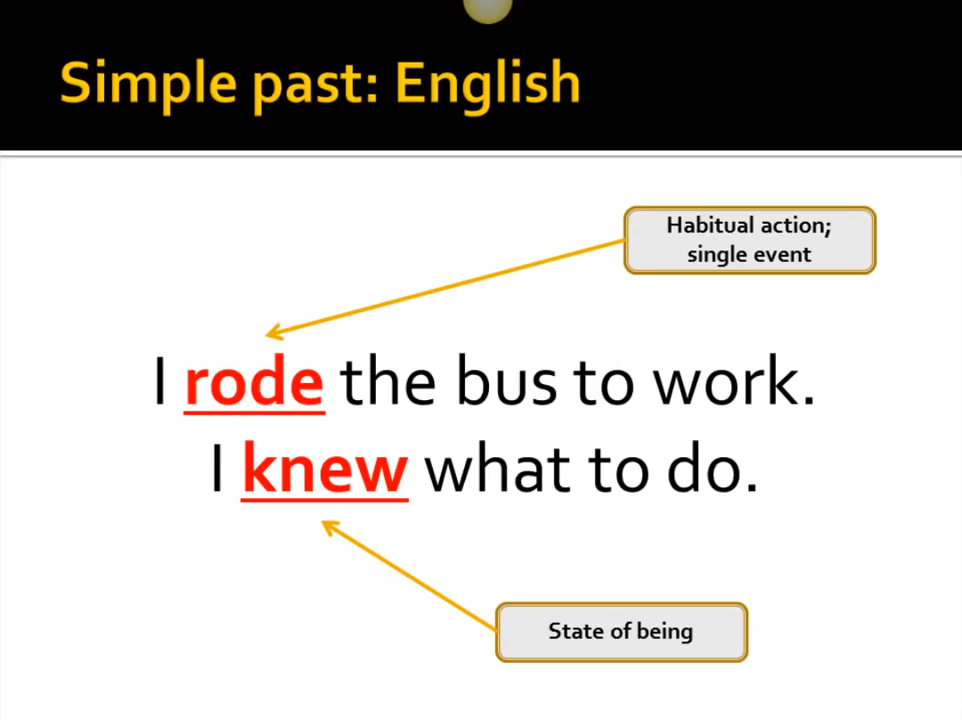 Simple past: English
Habitual action;
single event
I rode the bus to work.
I knew what to do.
State of being